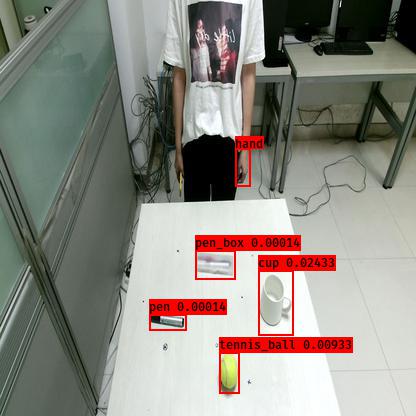 hand
pen_box 0.00014
cup 0.02433
pen 0.00014
tennis_ball 0.00933